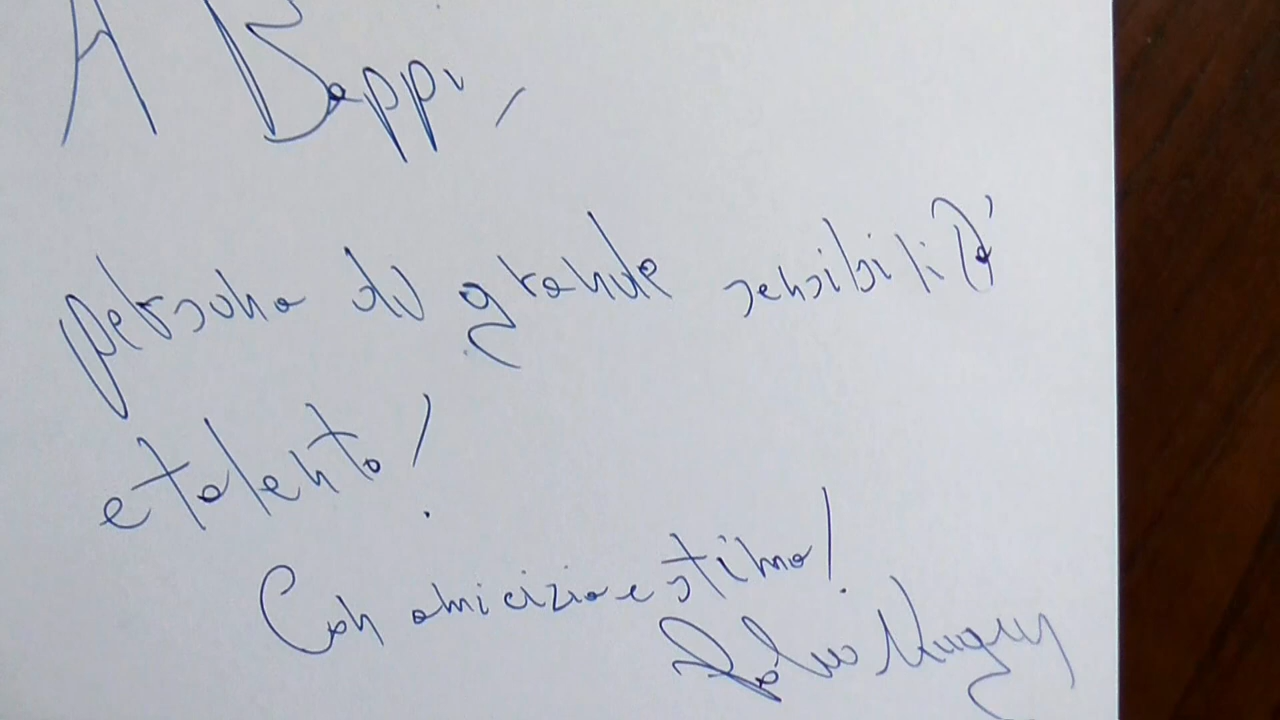 A Beppi,
persona di grande sensibilità
e talento!
Con amicizia e stima!